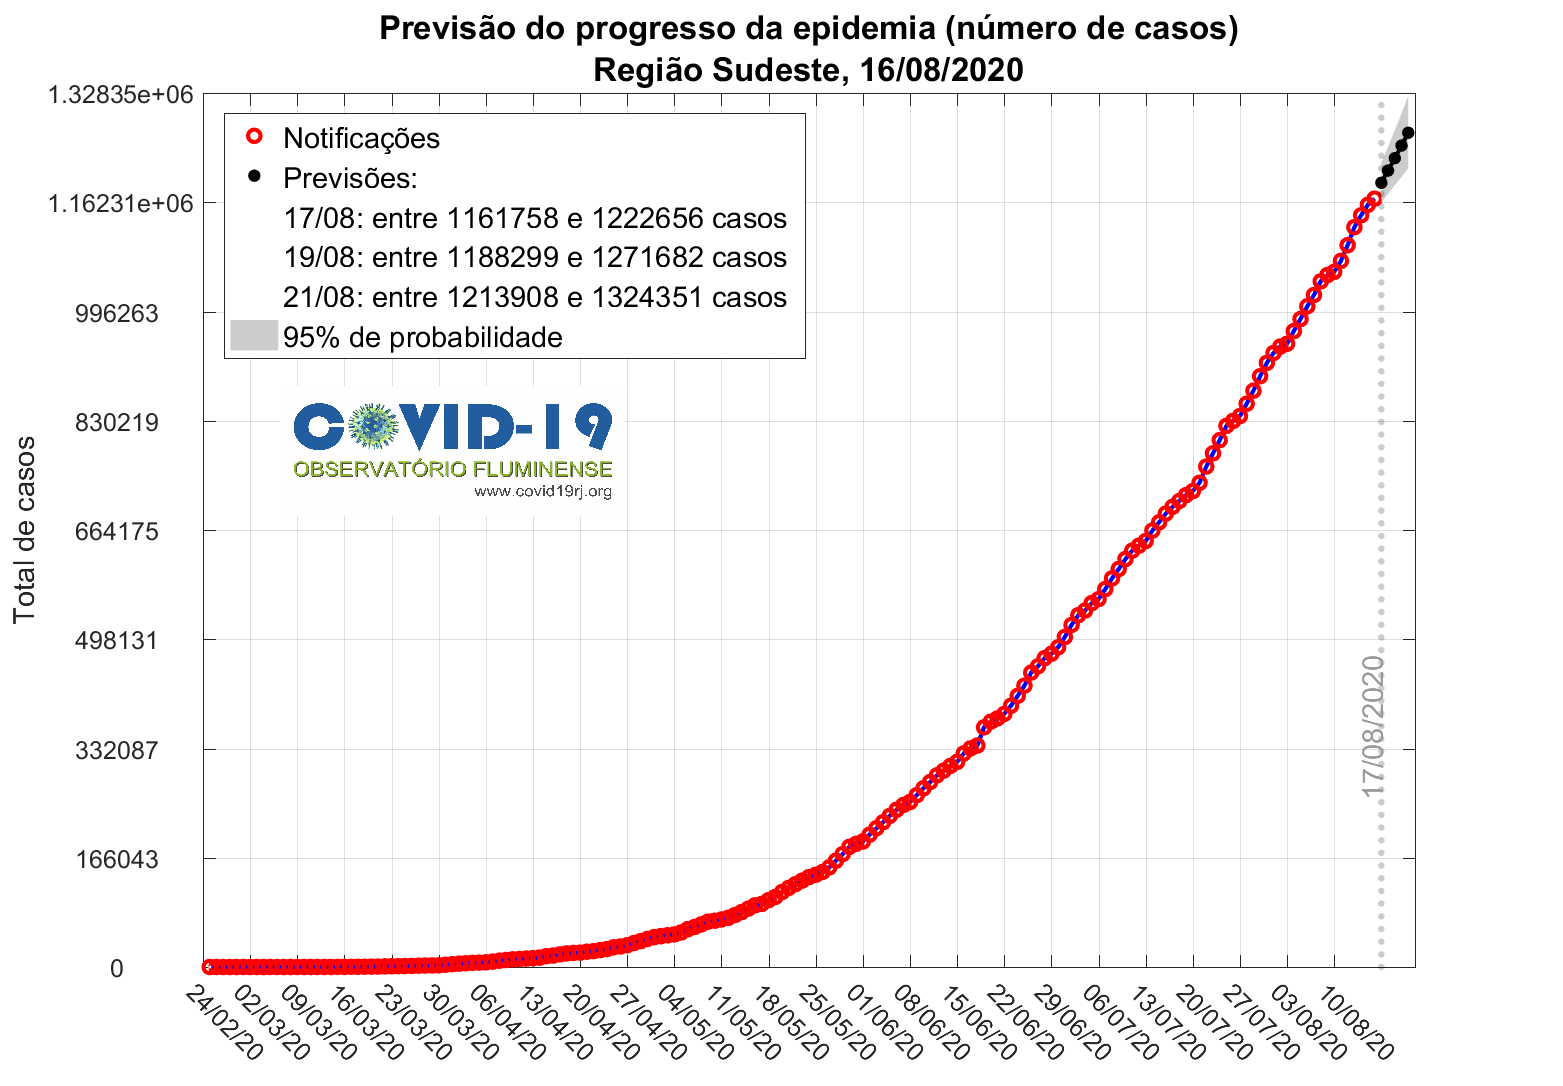 Previsão do progresso da epidemia (número de casos)
Região Sudeste, 16/08/2020
1.32835e+06
1.16231e+06
996263
830219
664175
498131
332087
166043
0
Total de casos
Notificações
Previsões:
17/08: entre 1161758 e 1222656 casos
19/08: entre 1188299 e 1271682 casos
21/08: entre 1213908 e 1324351 casos
95% de probabilidade
COVID-19
OBSERVATÓRIO FLUMINENSE
www.covid19rj.org
17/08/2020
24/02/20
02/03/20
09/03/20
16/03/20
23/03/20
30/03/20
06/04/20
13/04/20
20/04/20
27/04/20
04/05/20
11/05/20
18/05/20
25/05/20
01/06/20
08/06/20
15/06/20
22/06/20
29/06/20
06/07/20
13/07/20
20/07/20
27/07/20
03/08/20
10/08/20